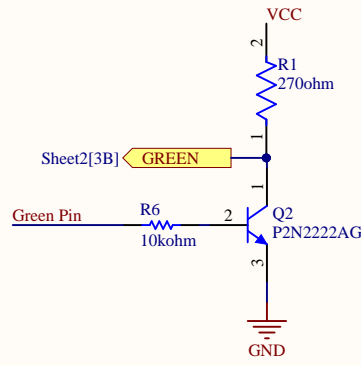 VCC
2
R1
270ohm
1
Sheet2[3B]
GREEN
1
Green Pin
R6
10kohm
2
Q2
P2N2222AG
3
GND